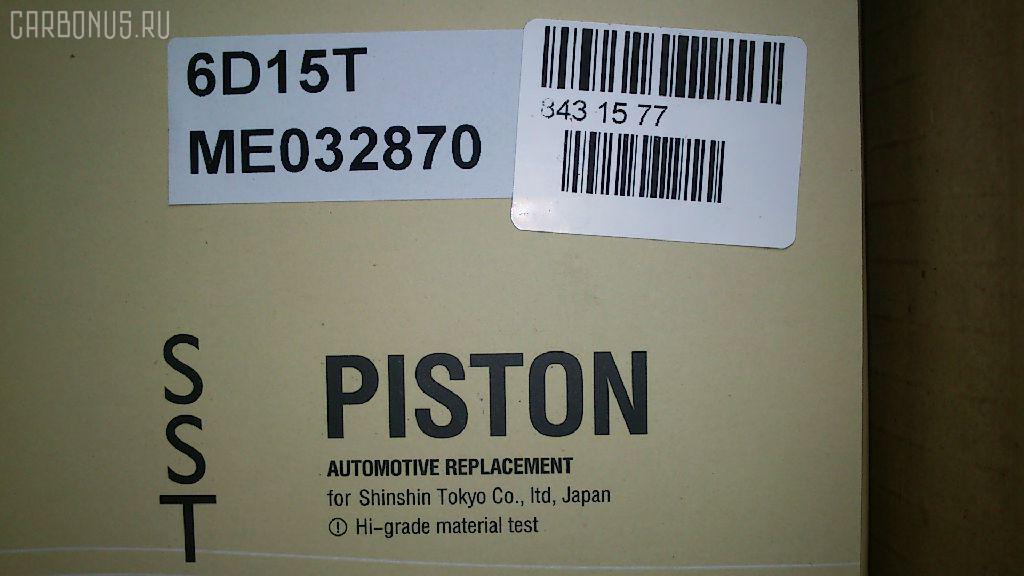 CARBONUS.RU
6D15T
ME032870
843 15 77
SST
PISTON
AUTOMOTIVE REPLACEMENT
for Shinshin Tokyo Co., ltd, Japan
! Hi-grade material test